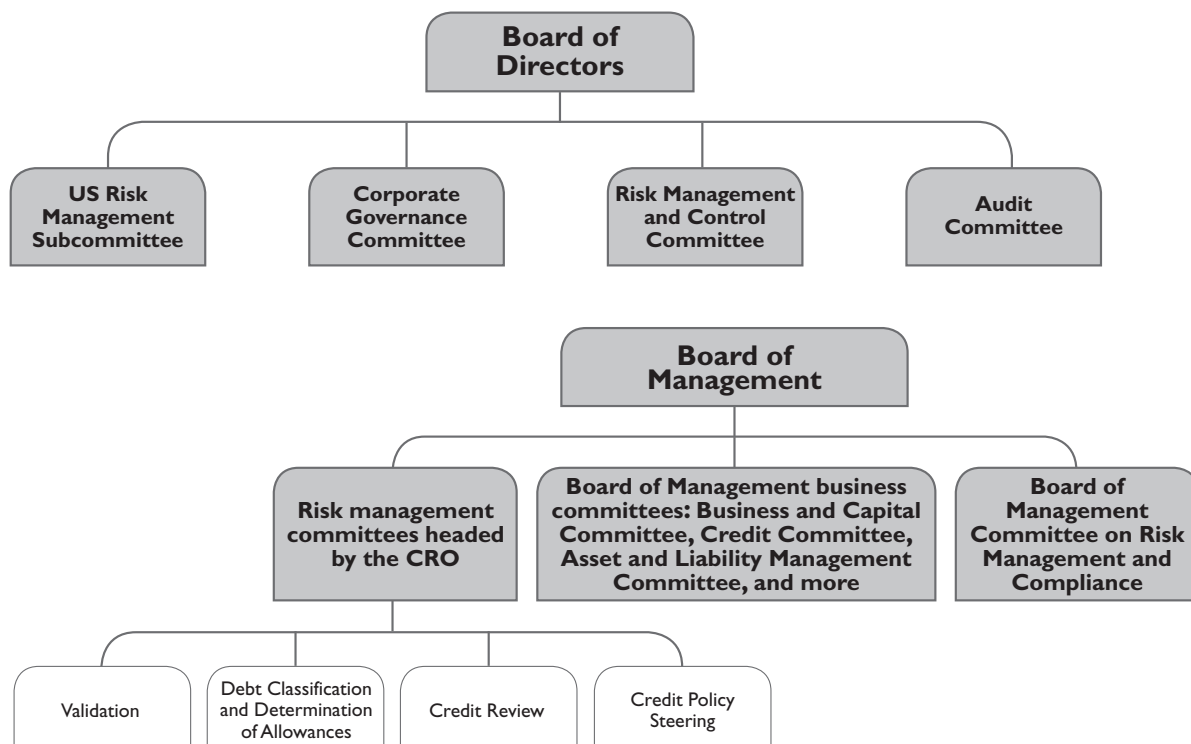 Board of
Directors
US Risk
Management
Subcommittee
Corporate
Governance
Committee
Risk Management
and Control
Committee
Audit
Committee
Board of
Management
Risk management
committees headed
by the CRO
Board of Management business
committees: Business and Capital
Committee, Credit Committee,
Asset and Liability Management
Committee, and more
Board of
Management
Committee on Risk
Management and
Compliance
Validation
Debt Classification
and Determination
of Allowances
Credit Review
Credit Policy
Steering